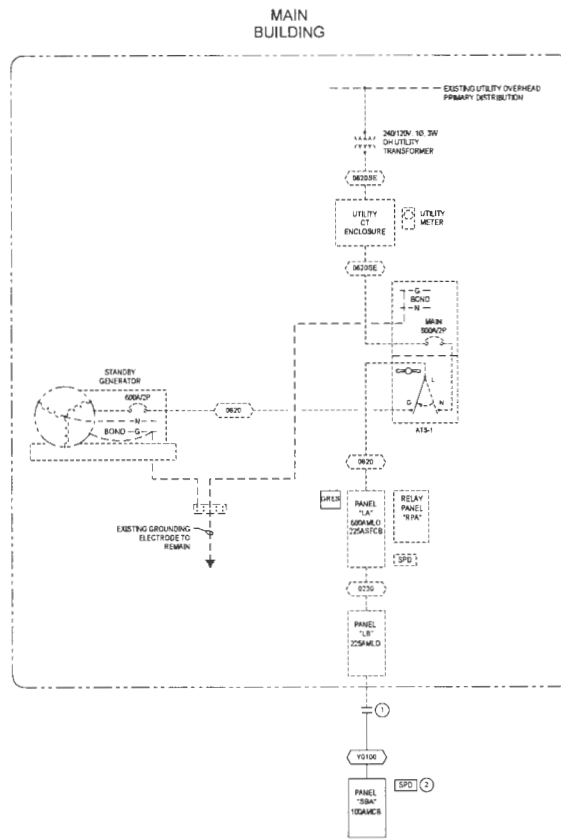 MAIN
BUILDING
EXISTING UTILITY OVERHEAD
PRIMARY DISTRIBUTION
240/120V, 1Ø, 3W
OH UTILITY
TRANSFORMER
0620SE
UTILITY
CT
ENCLOSURE
UTILITY
METER
0620SE
G
BOND
N
MAIN
600A/2P
STANDBY
GENERATOR
600A/2P
N
BOND G
0620
L
G
N
ATS-1
0620
EXISTING GROUNDING
ELECTRODE TO
REMAIN
PANEL
"LA"
600AMLO
225ASFCB
RELAY
PANEL
"RPA"
SPD
0230
PANEL
"LB"
225AMLO
1
Y0100
PANEL
"SBA"
100AMCB
SPD
2